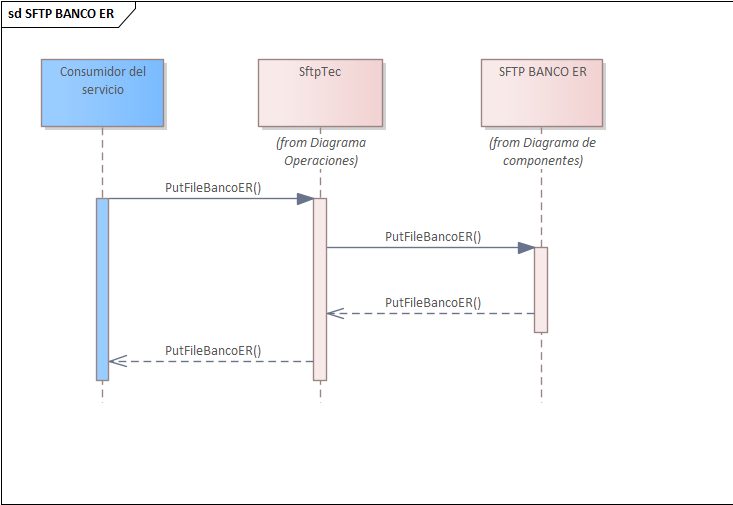 sd SFTP BANCO ER
Consumidor del
servicio
SftpTec
SFTP BANCO ER
(from Diagrama
Operaciones)
(from Diagrama de
componentes)
PutFileBancoER()
PutFileBancoER()
PutFileBancoER()
PutFileBancoER()